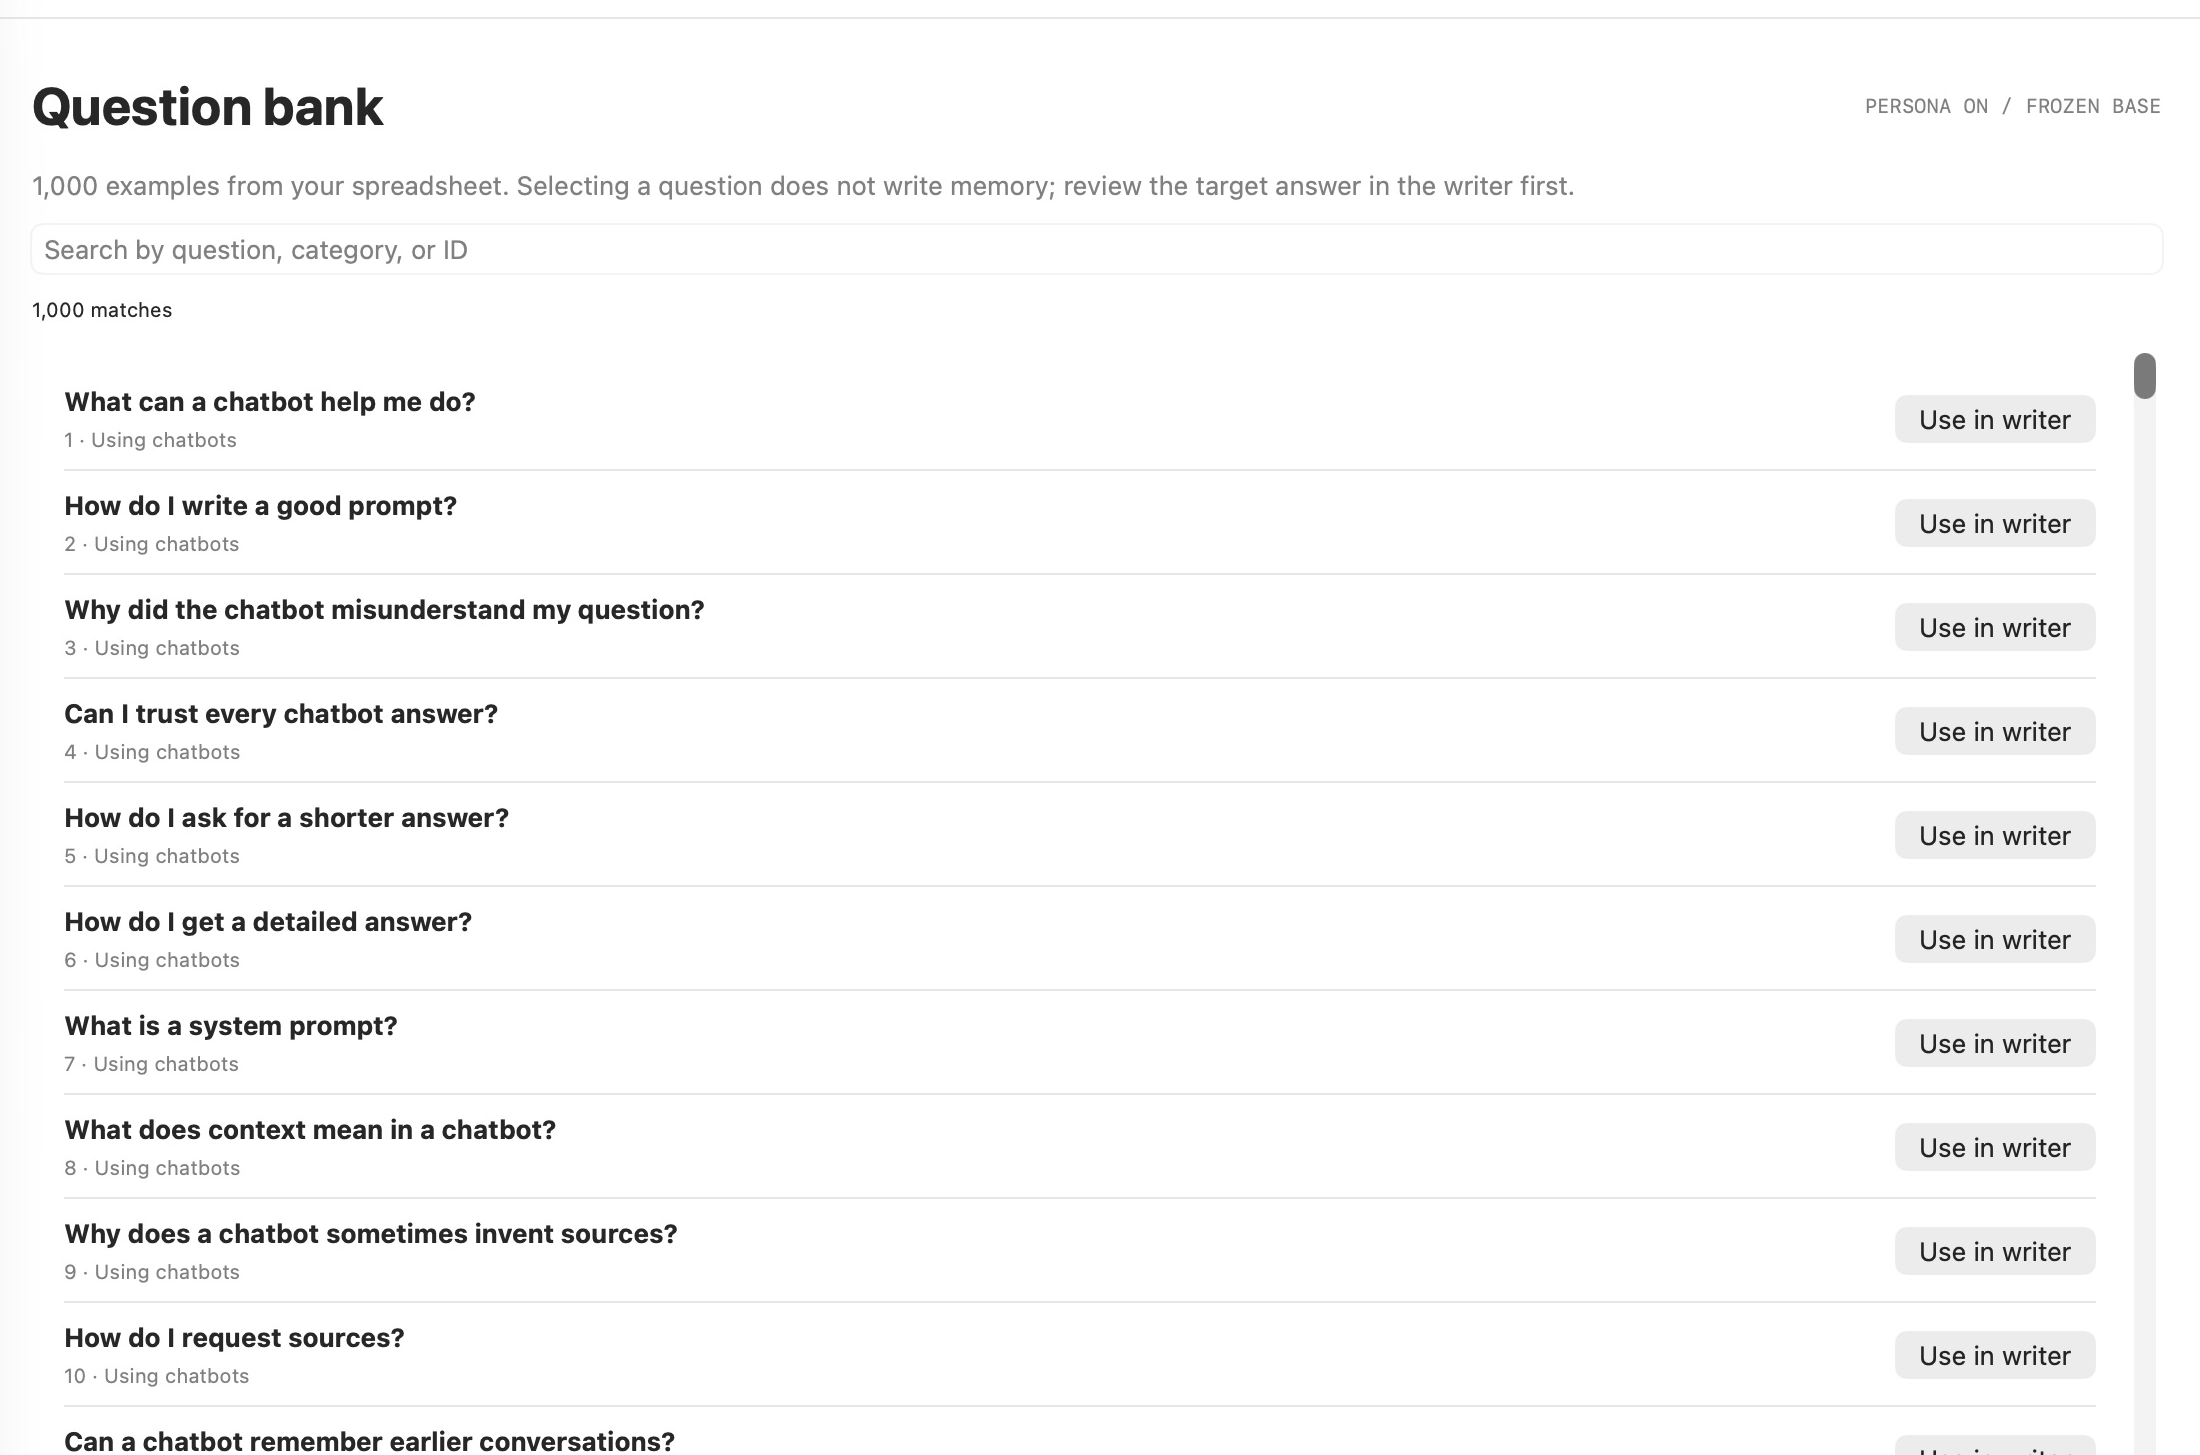 Question bank
PERSONA ON / FROZEN BASE
1,000 examples from your spreadsheet. Selecting a question does not write memory; review the target answer in the writer first.
Search by question, category, or ID
1,000 matches
What can a chatbot help me do?
1 · Using chatbots
Use in writer
How do I write a good prompt?
2 · Using chatbots
Use in writer
Why did the chatbot misunderstand my question?
3 · Using chatbots
Use in writer
Can I trust every chatbot answer?
4 · Using chatbots
Use in writer
How do I ask for a shorter answer?
5 · Using chatbots
Use in writer
How do I get a detailed answer?
6 · Using chatbots
Use in writer
What is a system prompt?
7 · Using chatbots
Use in writer
What does context mean in a chatbot?
8 · Using chatbots
Use in writer
Why does a chatbot sometimes invent sources?
9 · Using chatbots
Use in writer
How do I request sources?
10 · Using chatbots
Use in writer
Can a chatbot remember earlier conversations?